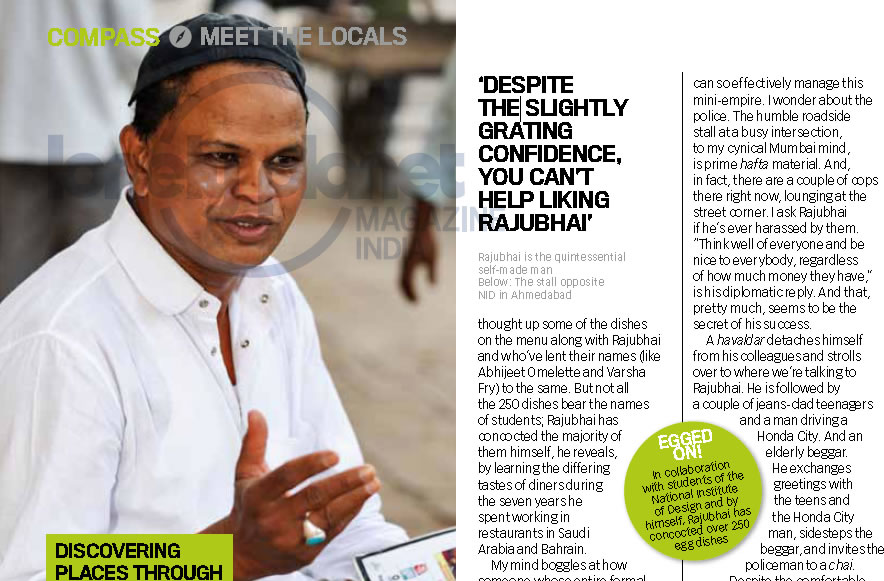 COMPASS MEET THE LOCALS
lonely planet
MAGAZINE
INDIA
DISCOVERING
PLACES THROUGH
‘DESPITE
THE SLIGHTLY
GRATING
CONFIDENCE,
YOU CAN’T
HELP LIKING
RAJUBHAI’
Rajubhai is the quintessential
self-made man
Below: The stall opposite
NID in Ahmedabad
thought up some of the dishes
on the menu along with Rajubhai
and who’ve lent their names (like
Abhijeet Omelette and Varsha
Fry) to the same. But not all
the 250 dishes bear the names
of students; Rajubhai has
concocted the majority of
them himself, he reveals,
by learning the differing
tastes of diners during
the seven years he
spent working in
restaurants in Saudi
Arabia and Bahrain.
My mind boggles at how
someone whose entire formal
EGGED
ON!
In collaboration
with students of the
National Institute
of Design and by
himself, Rajubhai has
concocted over 250
egg dishes
can so effectively manage this
mini-empire. I wonder about the
police. The humble roadside
stall at a busy intersection,
to my cynical Mumbai mind,
is prime hafta material. And,
in fact, there are a couple of cops
there right now, lounging at the
street corner. I ask Rajubhai
if he’s ever harassed by them.
“Think well of everyone and be
nice to everybody, regardless
of how much money they have,”
is his diplomatic reply. And that,
pretty much, seems to be the
secret of his success.
A havaldar detaches himself
from his colleagues and strolls
over to where we’re talking to
Rajubhai. He is followed by
a couple of jeans-clad teenagers
and a man driving a
Honda City. And an
elderly beggar.
He exchanges
greetings with
the teens and
the Honda City
man, sidesteps the
beggar, and invites the
policeman to a chai.
Despite the comfortable